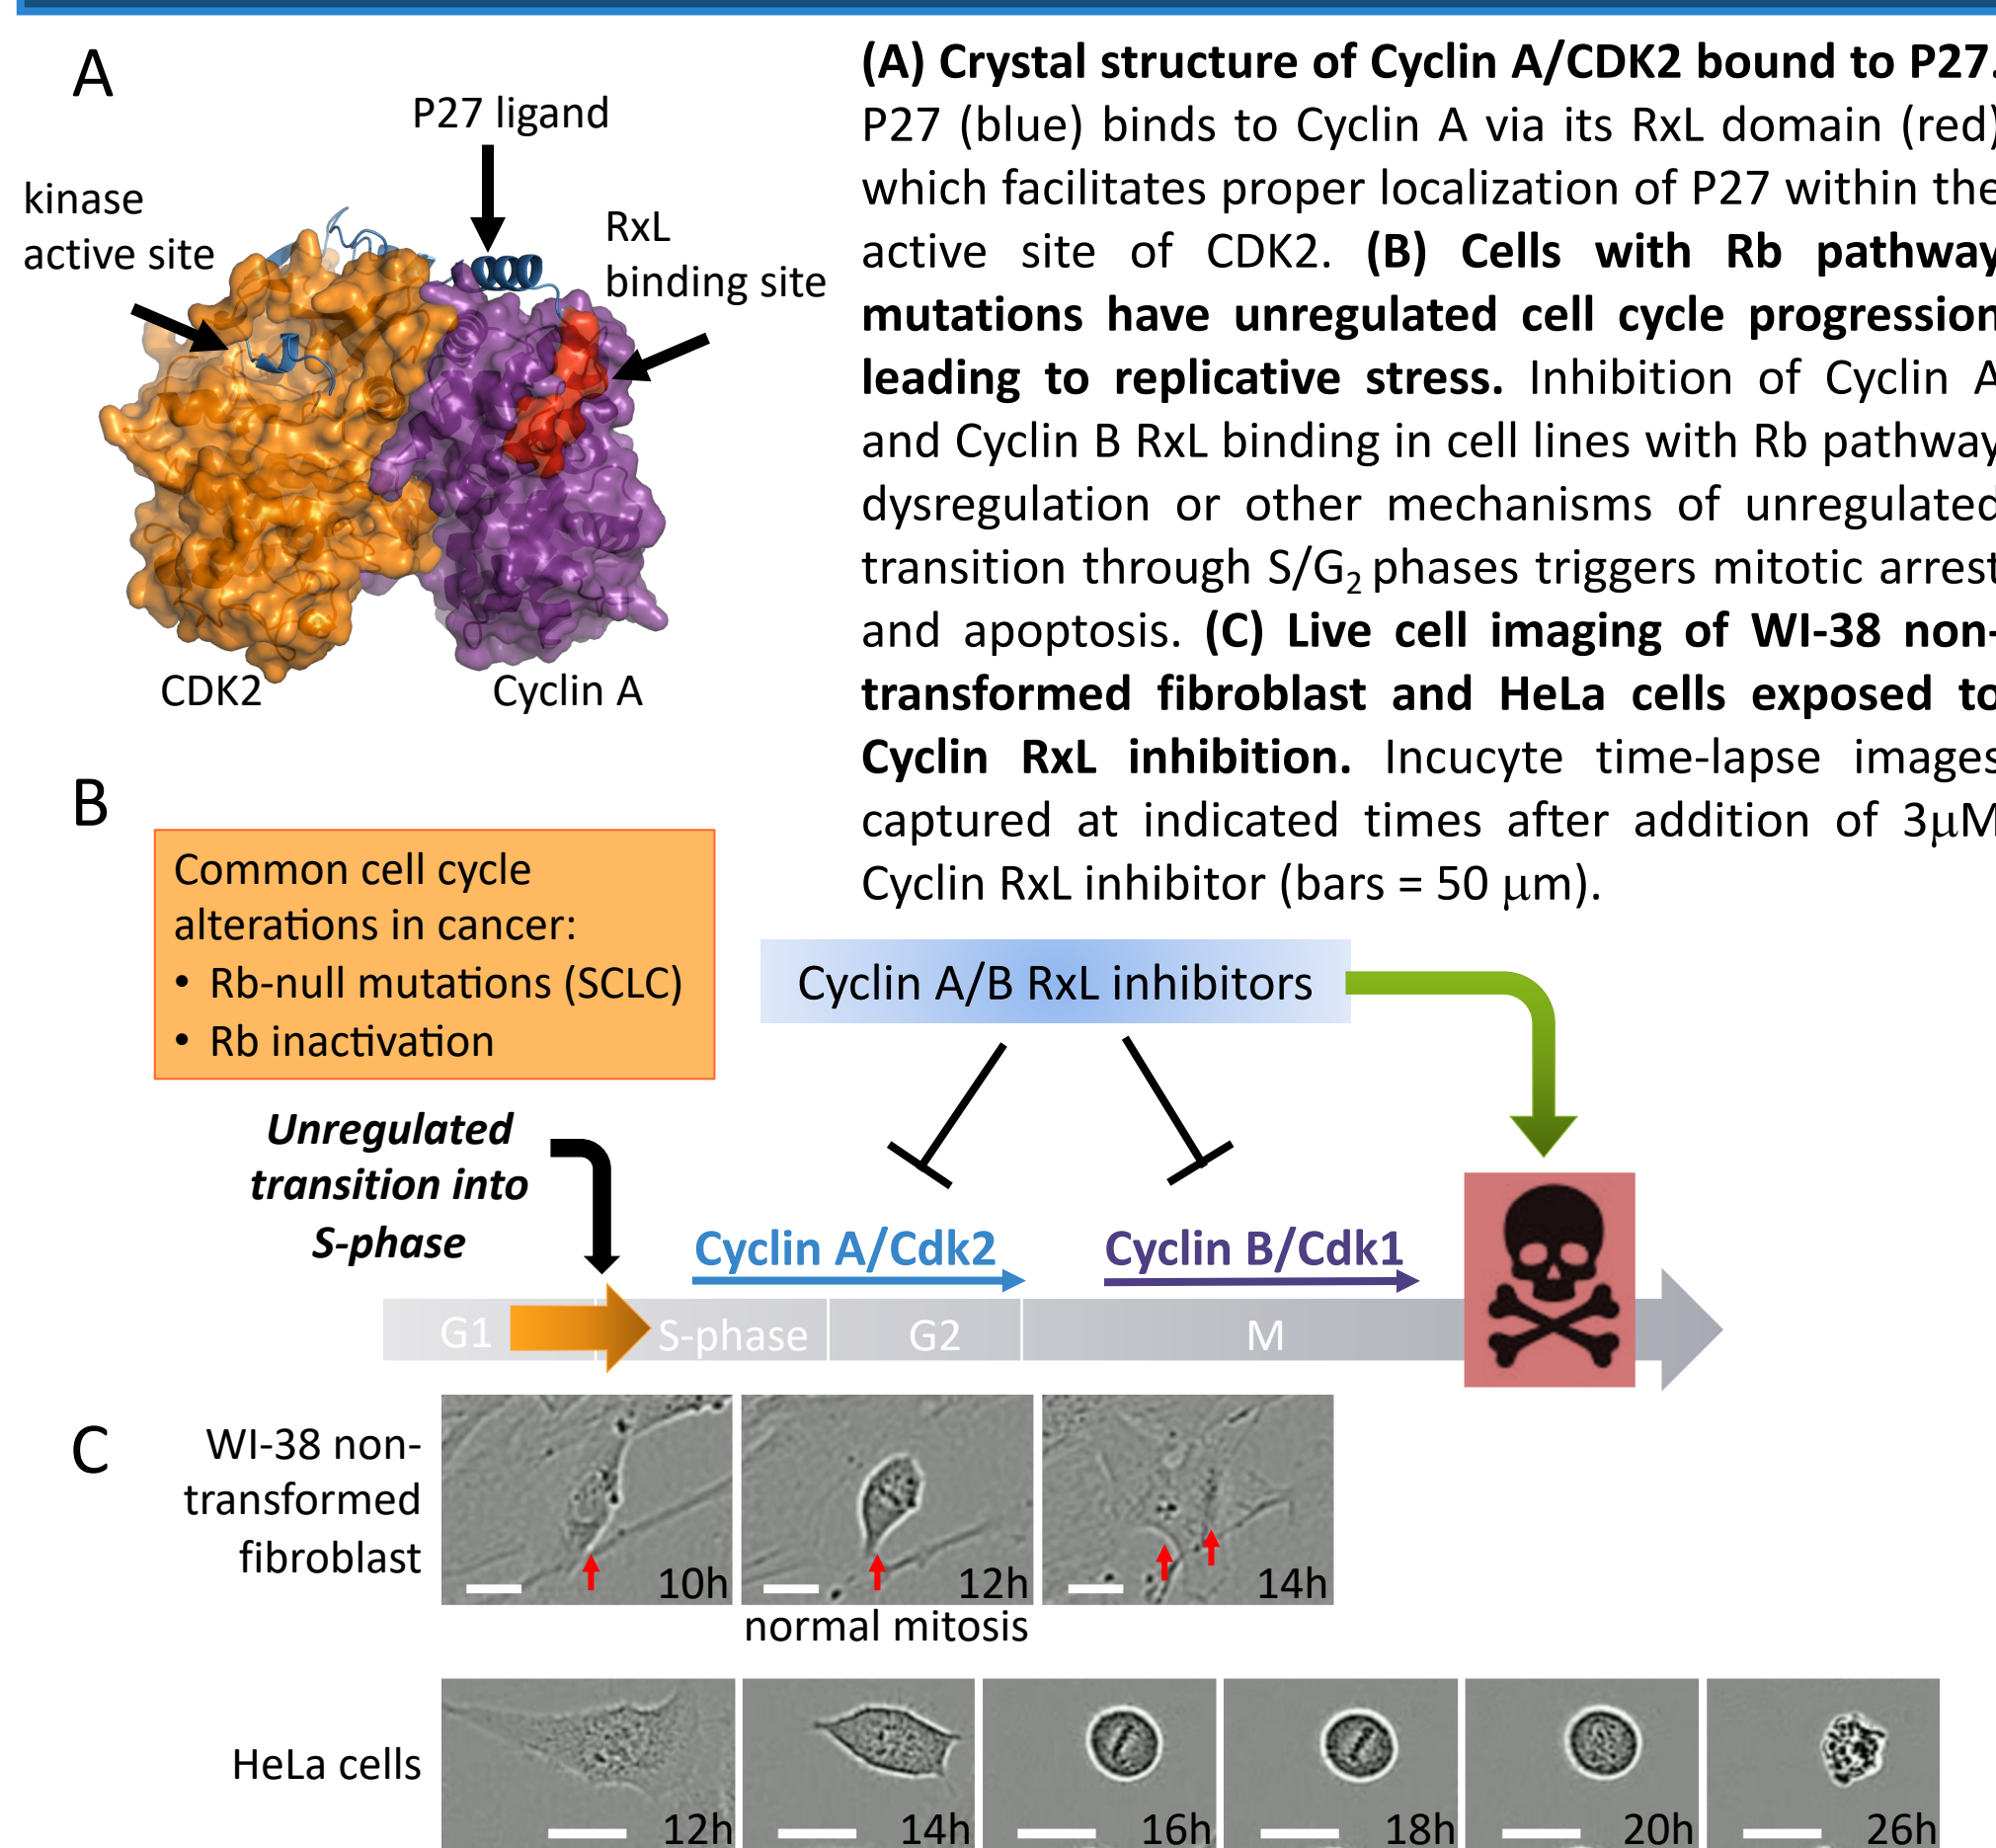 A
P27 ligand
kinase
active site
RxL
binding site
CDK2
Cyclin A
(A) Crystal structure of Cyclin A/CDK2 bound to P27.
P27 (blue) binds to Cyclin A via its RxL domain (red)
which facilitates proper localization of P27 within the
active site of CDK2. (B) Cells with Rb pathway
mutations have unregulated cell cycle progression
leading to replicative stress. Inhibition of Cyclin A
and Cyclin B RxL binding in cell lines with Rb pathway
dysregulation or other mechanisms of unregulated
transition through S/G₂ phases triggers mitotic arrest
and apoptosis. (C) Live cell imaging of WI-38 non-
transformed fibroblast and HeLa cells exposed to
Cyclin RxL inhibition. Incucyte time-lapse images
captured at indicated times after addition of 3μM
Cyclin RxL inhibitor (bars = 50 μm).
B
Common cell cycle
alterations in cancer:
• Rb-null mutations (SCLC)
• Rb inactivation
Cyclin A/B RxL inhibitors
Unregulated
transition into
S-phase
Cyclin A/Cdk2
Cyclin B/Cdk1
G1
S-phase
G2
M
C
WI-38 non-
transformed
fibroblast
10h
12h
14h
normal mitosis
HeLa cells
12h
14h
16h
18h
20h
26h